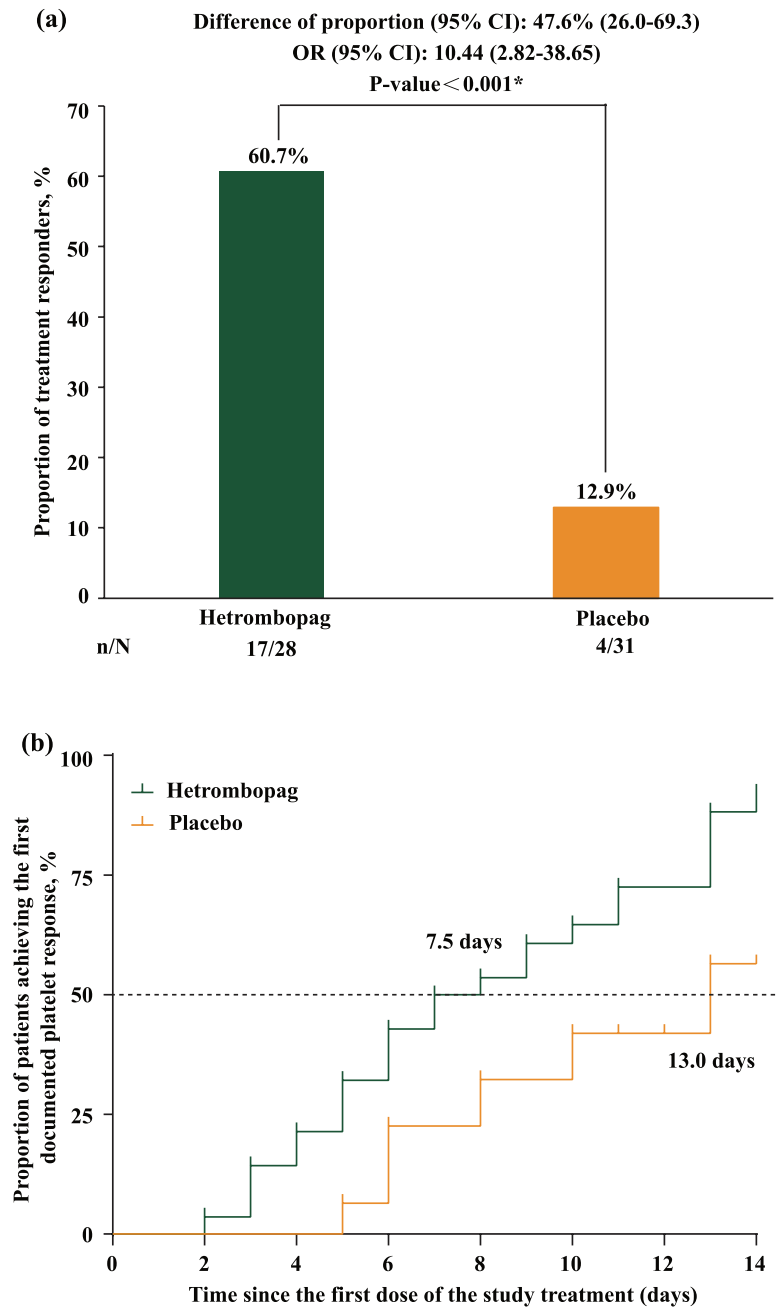 (a)
Difference of proportion (95% CI): 47.6% (26.0-69.3)
OR (95% CI): 10.44 (2.82-38.65)
P-value<0.001*
Proportion of treatment responders, %
70
60
50
40
30
20
10
0
60.7%
12.9%
Hetrombopag
Placebo
n/N
17/28
4/31
(b)
Proportion of patients achieving the first
documented platelet response, %
100
75
50
25
0
Hetrombopag
Placebo
7.5 days
13.0 days
0 2 4 6 8 10 12 14
Time since the first dose of the study treatment (days)